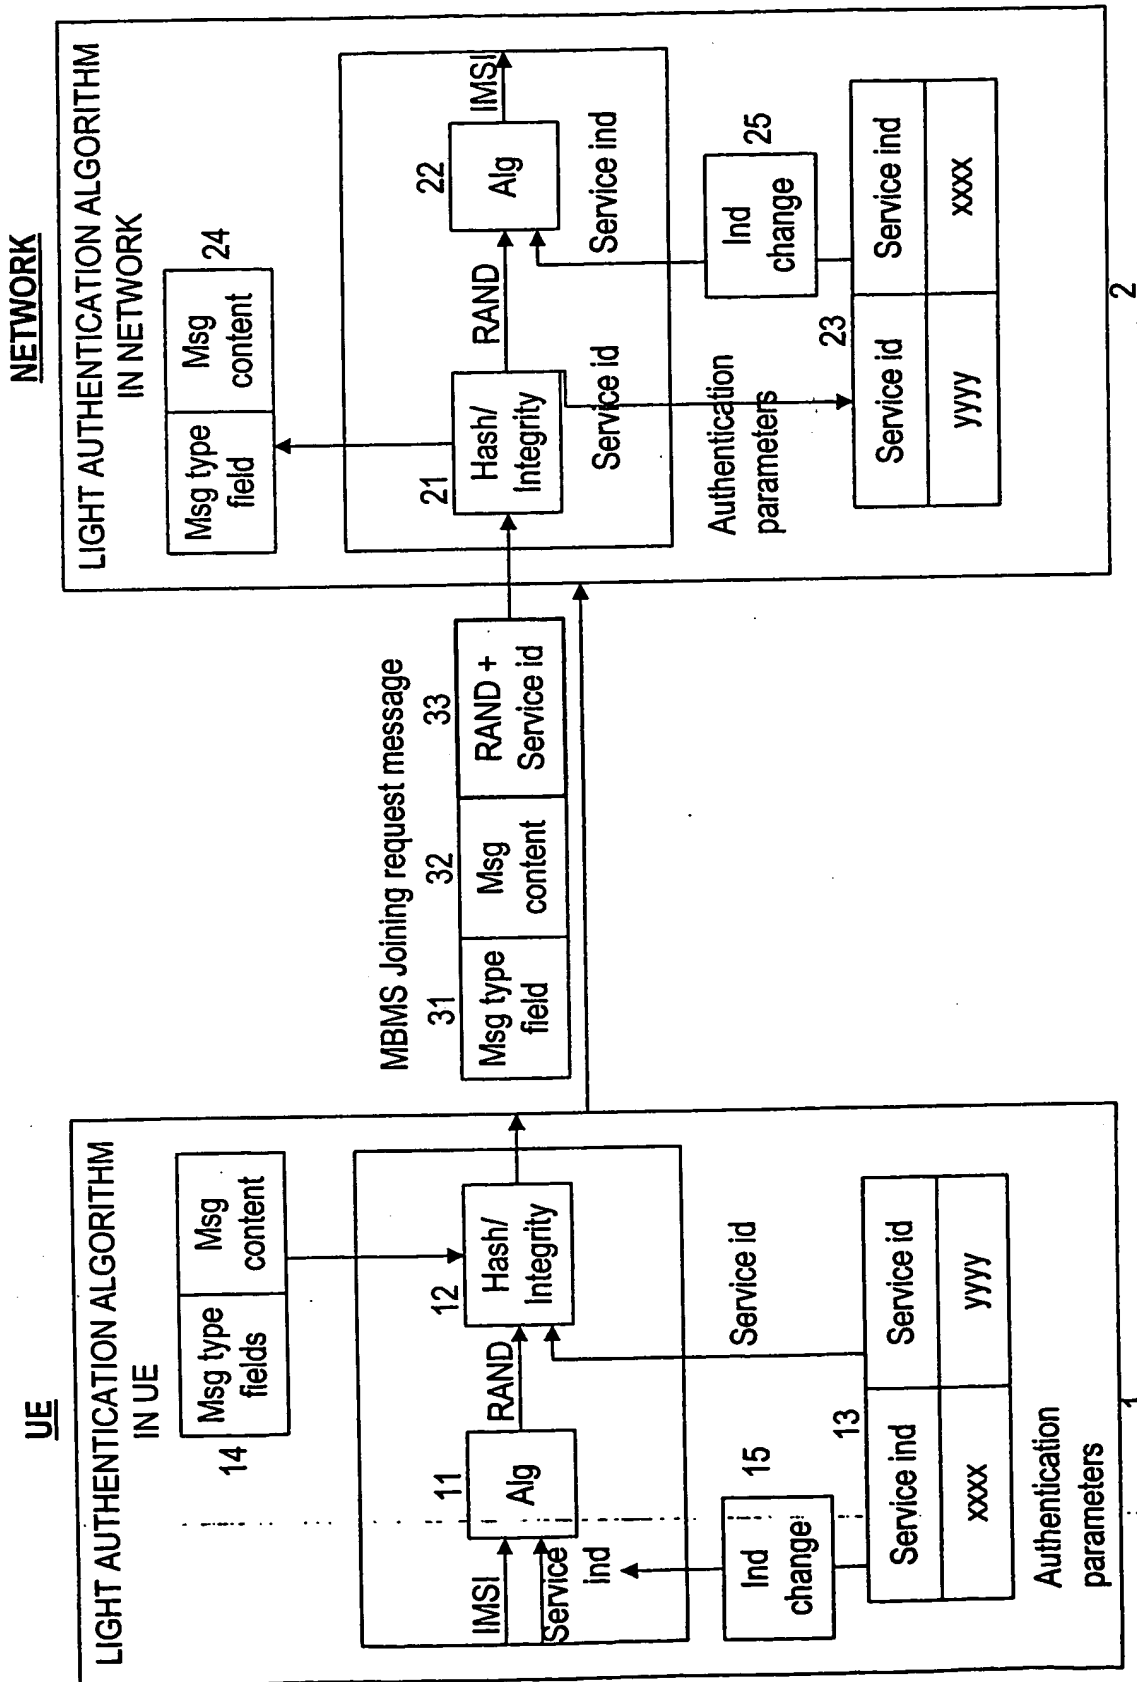 UE
LIGHT AUTHENTICATION ALGORITHM
IN UE
14
Msg type
fields
Msg
content
IMSI
Service
ind
11
Alg
RAND
12
Hash/
Integrity
15
Ind
change
Service id
13
Service ind
Service id
xxxx
yyyy
Authentication
parameters
1
MBMS Joining request message
31
32
33
Msg type
field
Msg
content
RAND +
Service id
NETWORK
LIGHT AUTHENTICATION ALGORITHM
IN NETWORK
24
Msg type
field
Msg
content
21
Hash/
Integrity
RAND
22
Alg
IMSI
Service id
Service ind
Authentication
parameters
Ind
change
25
23
Service id
Service ind
yyyy
xxxx
2